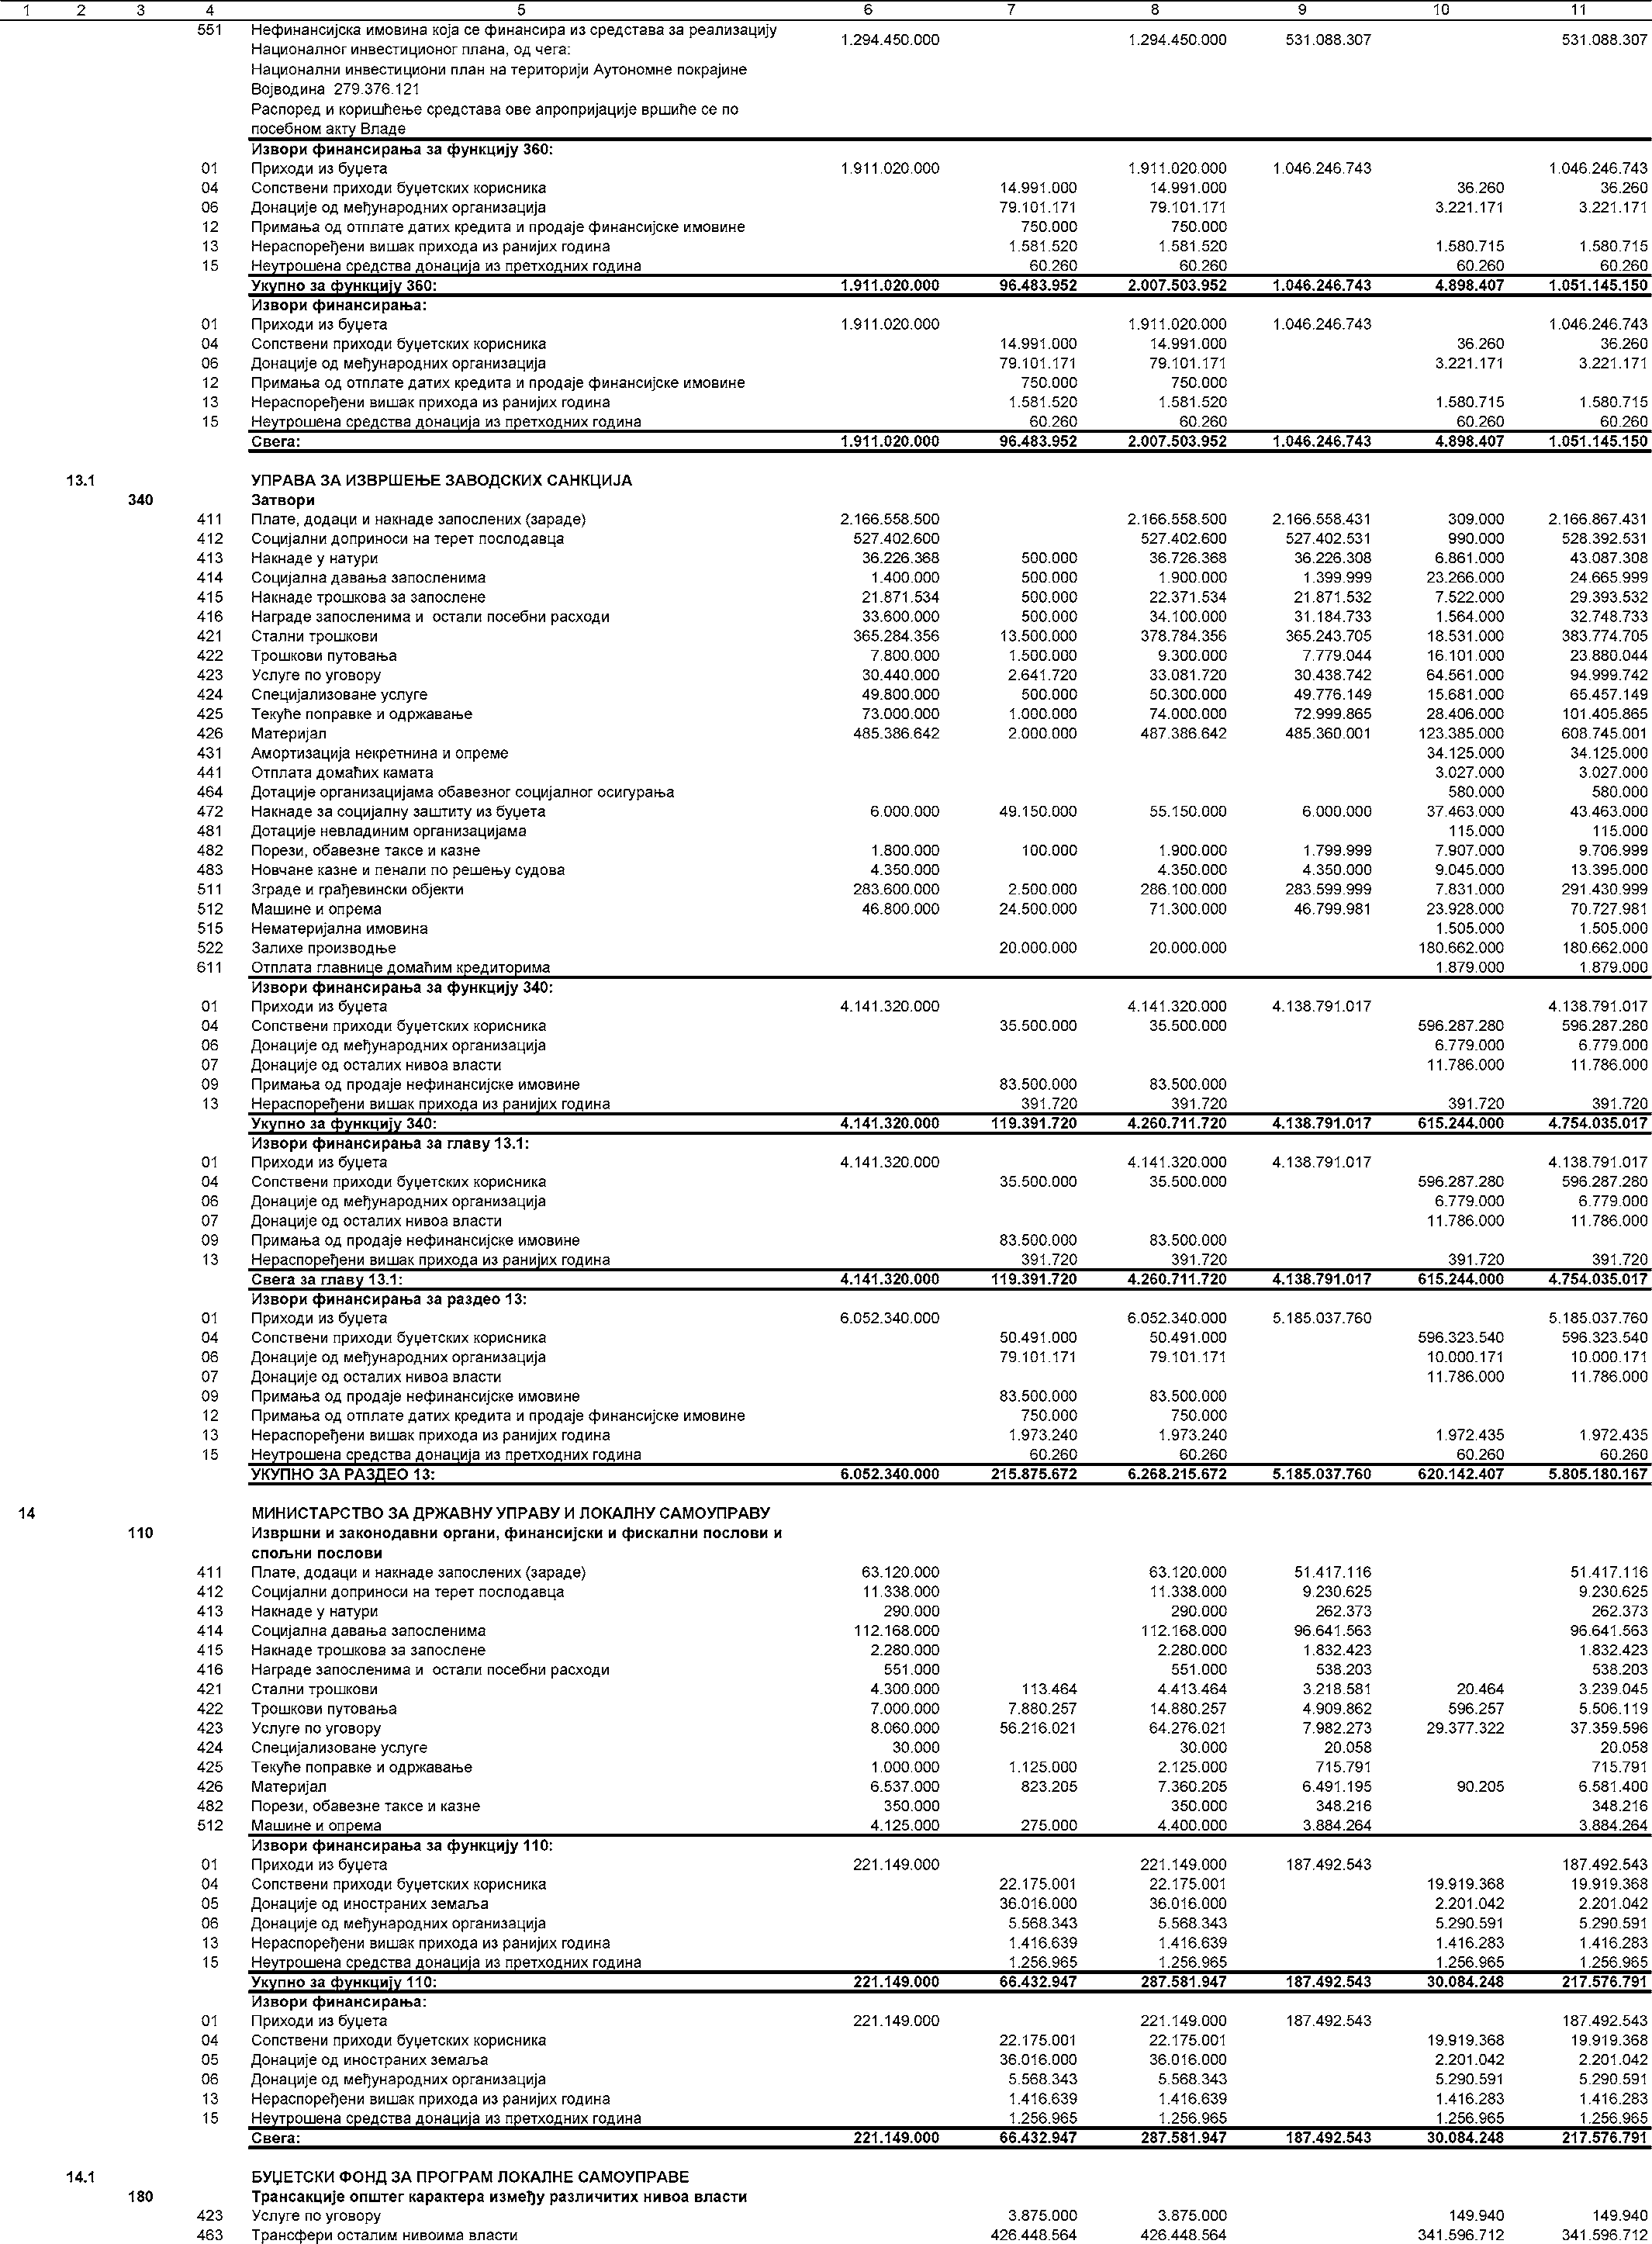 1 2 3 4 5 6 7 8 9 10 11
551 Нефинансијска имовина која се финансира из средстава за реализацију
Националног инвестиционог плана, од чега: 1.294.450.000 1.294.450.000 531.088.307 531.088.307
Национални инвестициони план на територији Аутономне покрајине
Војводина 279.376.121
Распоред и коришћење средстава ове апропријације вршиће се по
посебном акту Владе
Извори финансирања за функцију 360:
01 Приходи из буџета 1.911.020.000 1.911.020.000 1.046.246.743 1.046.246.743
04 Сопствени приходи буџетских корисника 14.991.000 14.991.000 36.260 36.260
06 Донације од међународних организација 79.101.171 79.101.171 3.221.171 3.221.171
12 Примања од отплате датих кредита и продаје финансијске имовине 750.000 750.000
13 Нераспоређени вишак прихода из ранијих година 1.581.520 1.581.520 1.580.715 1.580.715
15 Неутрошена средства донација из претходних година 60.260 60.260 60.260 60.260
Укупно за функцију 360: 1.911.020.000 96.483.952 2.007.503.952 1.046.246.743 4.898.407 1.051.145.150
Извори финансирања:
01 Приходи из буџета 1.911.020.000 1.911.020.000 1.046.246.743 1.046.246.743
04 Сопствени приходи буџетских корисника 14.991.000 14.991.000 36.260 36.260
06 Донације од међународних организација 79.101.171 79.101.171 3.221.171 3.221.171
12 Примања од отплате датих кредита и продаје финансијске имовине 750.000 750.000
13 Нераспоређени вишак прихода из ранијих година 1.581.520 1.581.520 1.580.715 1.580.715
15 Неутрошена средства донација из претходних година 60.260 60.260 60.260 60.260
Свега: 1.911.020.000 96.483.952 2.007.503.952 1.046.246.743 4.898.407 1.051.145.150
13.1 УПРАВА ЗА ИЗВРШЕЊЕ ЗАВОДСКИХ САНКЦИЈА
340 Затвори
411 Плате, додаци и накнаде запослених (зараде) 2.166.558.500 2.166.558.500 2.166.558.431 309.000 2.166.867.431
412 Социјални доприноси на терет послодавца 527.402.600 527.402.600 527.402.531 990.000 528.392.531
413 Накнаде у натури 36.226.368 500.000 36.726.368 36.226.308 6.861.000 43.087.308
414 Социјална давања запосленима 1.400.000 500.000 1.900.000 1.399.999 23.266.000 24.665.999
415 Накнаде трошкова за запослене 21.871.534 500.000 22.371.534 21.871.532 7.522.000 29.393.532
416 Награде запосленима и остали посебни расходи 33.600.000 500.000 34.100.000 31.184.733 1.564.000 32.748.733
421 Стални трошкови 365.284.356 13.500.000 378.784.356 365.243.705 18.531.000 383.774.705
422 Трошкови путовања 7.800.000 1.500.000 9.300.000 7.779.044 16.101.000 23.880.044
423 Услуге по уговору 30.440.000 2.641.720 33.081.720 30.438.742 64.561.000 94.999.742
424 Специјализоване услуге 49.800.000 500.000 50.300.000 49.776.149 15.681.000 65.457.149
425 Текуће поправке и одржавање 73.000.000 1.000.000 74.000.000 72.999.865 28.406.000 101.405.865
426 Материјал 485.386.642 2.000.000 487.386.642 485.360.001 123.385.000 608.745.001
431 Амортизација некретнина и опреме 34.125.000 34.125.000
441 Отплата домаћих камата 3.027.000 3.027.000
464 Дотације организацијама обавезног социјалног осигурања 580.000 580.000
472 Накнаде за социјалну заштиту из буџета 6.000.000 49.150.000 55.150.000 6.000.000 37.463.000 43.463.000
481 Дотације невладиним организацијама 115.000 115.000
482 Порези, обавезне таксе и казне 1.800.000 100.000 1.900.000 1.799.999 7.907.000 9.706.999
483 Новчане казне и пенали по решењу судова 4.350.000 4.350.000 4.350.000 9.045.000 13.395.000
511 Зграде и грађевински објекти 283.600.000 2.500.000 286.100.000 283.599.999 7.831.000 291.430.999
512 Машине и опрема 46.800.000 24.500.000 71.300.000 46.799.981 23.928.000 70.727.981
515 Нематеријална имовина 1.505.000 1.505.000
522 Залихе производње 20.000.000 20.000.000 180.662.000 180.662.000
611 Отплата главнице домаћим кредиторима 1.879.000 1.879.000
Извори финансирања за функцију 340:
01 Приходи из буџета 4.141.320.000 4.141.320.000 4.138.791.017 4.138.791.017
04 Сопствени приходи буџетских корисника 35.500.000 35.500.000 596.287.280 596.287.280
06 Донације од међународних организација 6.779.000 6.779.000
07 Донације од осталих нивоа власти 11.786.000 11.786.000
09 Примања од продаје нефинансијске имовине 83.500.000 83.500.000
13 Нераспоређени вишак прихода из ранијих година 391.720 391.720 391.720 391.720
Укупно за функцију 340: 4.141.320.000 119.391.720 4.260.711.720 4.138.791.017 615.244.000 4.754.035.017
Извори финансирања за главу 13.1:
01 Приходи из буџета 4.141.320.000 4.141.320.000 4.138.791.017 4.138.791.017
04 Сопствени приходи буџетских корисника 35.500.000 35.500.000 596.287.280 596.287.280
06 Донације од међународних организација 6.779.000 6.779.000
07 Донације од осталих нивоа власти 11.786.000 11.786.000
09 Примања од продаје нефинансијске имовине 83.500.000 83.500.000
13 Нераспоређени вишак прихода из ранијих година 391.720 391.720 391.720 391.720
Свега за главу 13.1: 4.141.320.000 119.391.720 4.260.711.720 4.138.791.017 615.244.000 4.754.035.017
Извори финансирања за раздео 13:
01 Приходи из буџета 6.052.340.000 6.052.340.000 5.185.037.760 5.185.037.760
04 Сопствени приходи буџетских корисника 50.491.000 50.491.000 596.323.540 596.323.540
06 Донације од међународних организација 79.101.171 79.101.171 10.000.171 10.000.171
07 Донације од осталих нивоа власти 11.786.000 11.786.000
09 Примања од продаје нефинансијске имовине 83.500.000 83.500.000
12 Примања од отплате датих кредита и продаје финансијске имовине 750.000 750.000
13 Нераспоређени вишак прихода из ранијих година 1.973.240 1.973.240 1.972.435 1.972.435
15 Неутрошена средства донација из претходних година 60.260 60.260 60.260 60.260
УКУПНО ЗА РАЗДЕО 13: 6.052.340.000 215.875.672 6.268.215.672 5.185.037.760 620.142.407 5.805.180.167
14 МИНИСТАРСТВО ЗА ДРЖАВНУ УПРАВУ И ЛОКАЛНУ САМОУПРАВУ
110 Извршни и законодавни органи, финансијски и фискални послови и
спољни послови
411 Плате, додаци и накнаде запослених (зараде) 63.120.000 63.120.000 51.417.116 51.417.116
412 Социјални доприноси на терет послодавца 11.338.000 11.338.000 9.230.625 9.230.625
413 Накнаде у натури 290.000 290.000 262.373 262.373
414 Социјална давања запосленима 112.168.000 112.168.000 96.641.563 96.641.563
415 Накнаде трошкова за запослене 2.280.000 2.280.000 1.832.423 1.832.423
416 Награде запосленима и остали посебни расходи 551.000 551.000 538.203 538.203
421 Стални трошкови 4.300.000 113.464 4.413.464 3.218.581 20.464 3.239.045
422 Трошкови путовања 7.000.000 7.880.257 14.880.257 4.909.862 596.257 5.506.119
423 Услуге по уговору 8.060.000 56.216.021 64.276.021 7.982.273 29.377.322 37.359.596
424 Специјализоване услуге 30.000 30.000 20.058 20.058
425 Текуће поправке и одржавање 1.000.000 1.125.000 2.125.000 715.791 715.791
426 Материјал 6.537.000 823.205 7.360.205 6.491.195 90.205 6.581.400
482 Порези, обавезне таксе и казне 350.000 350.000 348.216 348.216
512 Машине и опрема 4.125.000 275.000 4.400.000 3.884.264 3.884.264
Извори финансирања за функцију 110:
01 Приходи из буџета 221.149.000 221.149.000 187.492.543 187.492.543
04 Сопствени приходи буџетских корисника 22.175.001 22.175.001 19.919.368 19.919.368
05 Донације од иностраних земаља 36.016.000 36.016.000 2.201.042 2.201.042
06 Донације од међународних организација 5.568.343 5.568.343 5.290.591 5.290.591
13 Нераспоређени вишак прихода из ранијих година 1.416.639 1.416.639 1.416.283 1.416.283
15 Неутрошена средства донација из претходних година 1.256.965 1.256.965 1.256.965 1.256.965
Укупно за функцију 110: 221.149.000 66.432.947 287.581.947 187.492.543 30.084.248 217.576.791
Извори финансирања:
01 Приходи из буџета 221.149.000 221.149.000 187.492.543 187.492.543
04 Сопствени приходи буџетских корисника 22.175.001 22.175.001 19.919.368 19.919.368
05 Донације од иностраних земаља 36.016.000 36.016.000 2.201.042 2.201.042
06 Донације од међународних организација 5.568.343 5.568.343 5.290.591 5.290.591
13 Нераспоређени вишак прихода из ранијих година 1.416.639 1.416.639 1.416.283 1.416.283
15 Неутрошена средства донација из претходних година 1.256.965 1.256.965 1.256.965 1.256.965
Свега: 221.149.000 66.432.947 287.581.947 187.492.543 30.084.248 217.576.791
14.1 БУЏЕТСКИ ФОНД ЗА ПРОГРАМ ЛОКАЛНЕ САМОУПРАВЕ
180 Трансакције општег карактера између различитих нивоа власти
423 Услуге по уговору 3.875.000 3.875.000 149.940 149.940
463 Трансфери осталим нивоима власти 426.448.564 426.448.564 341.596.712 341.596.712